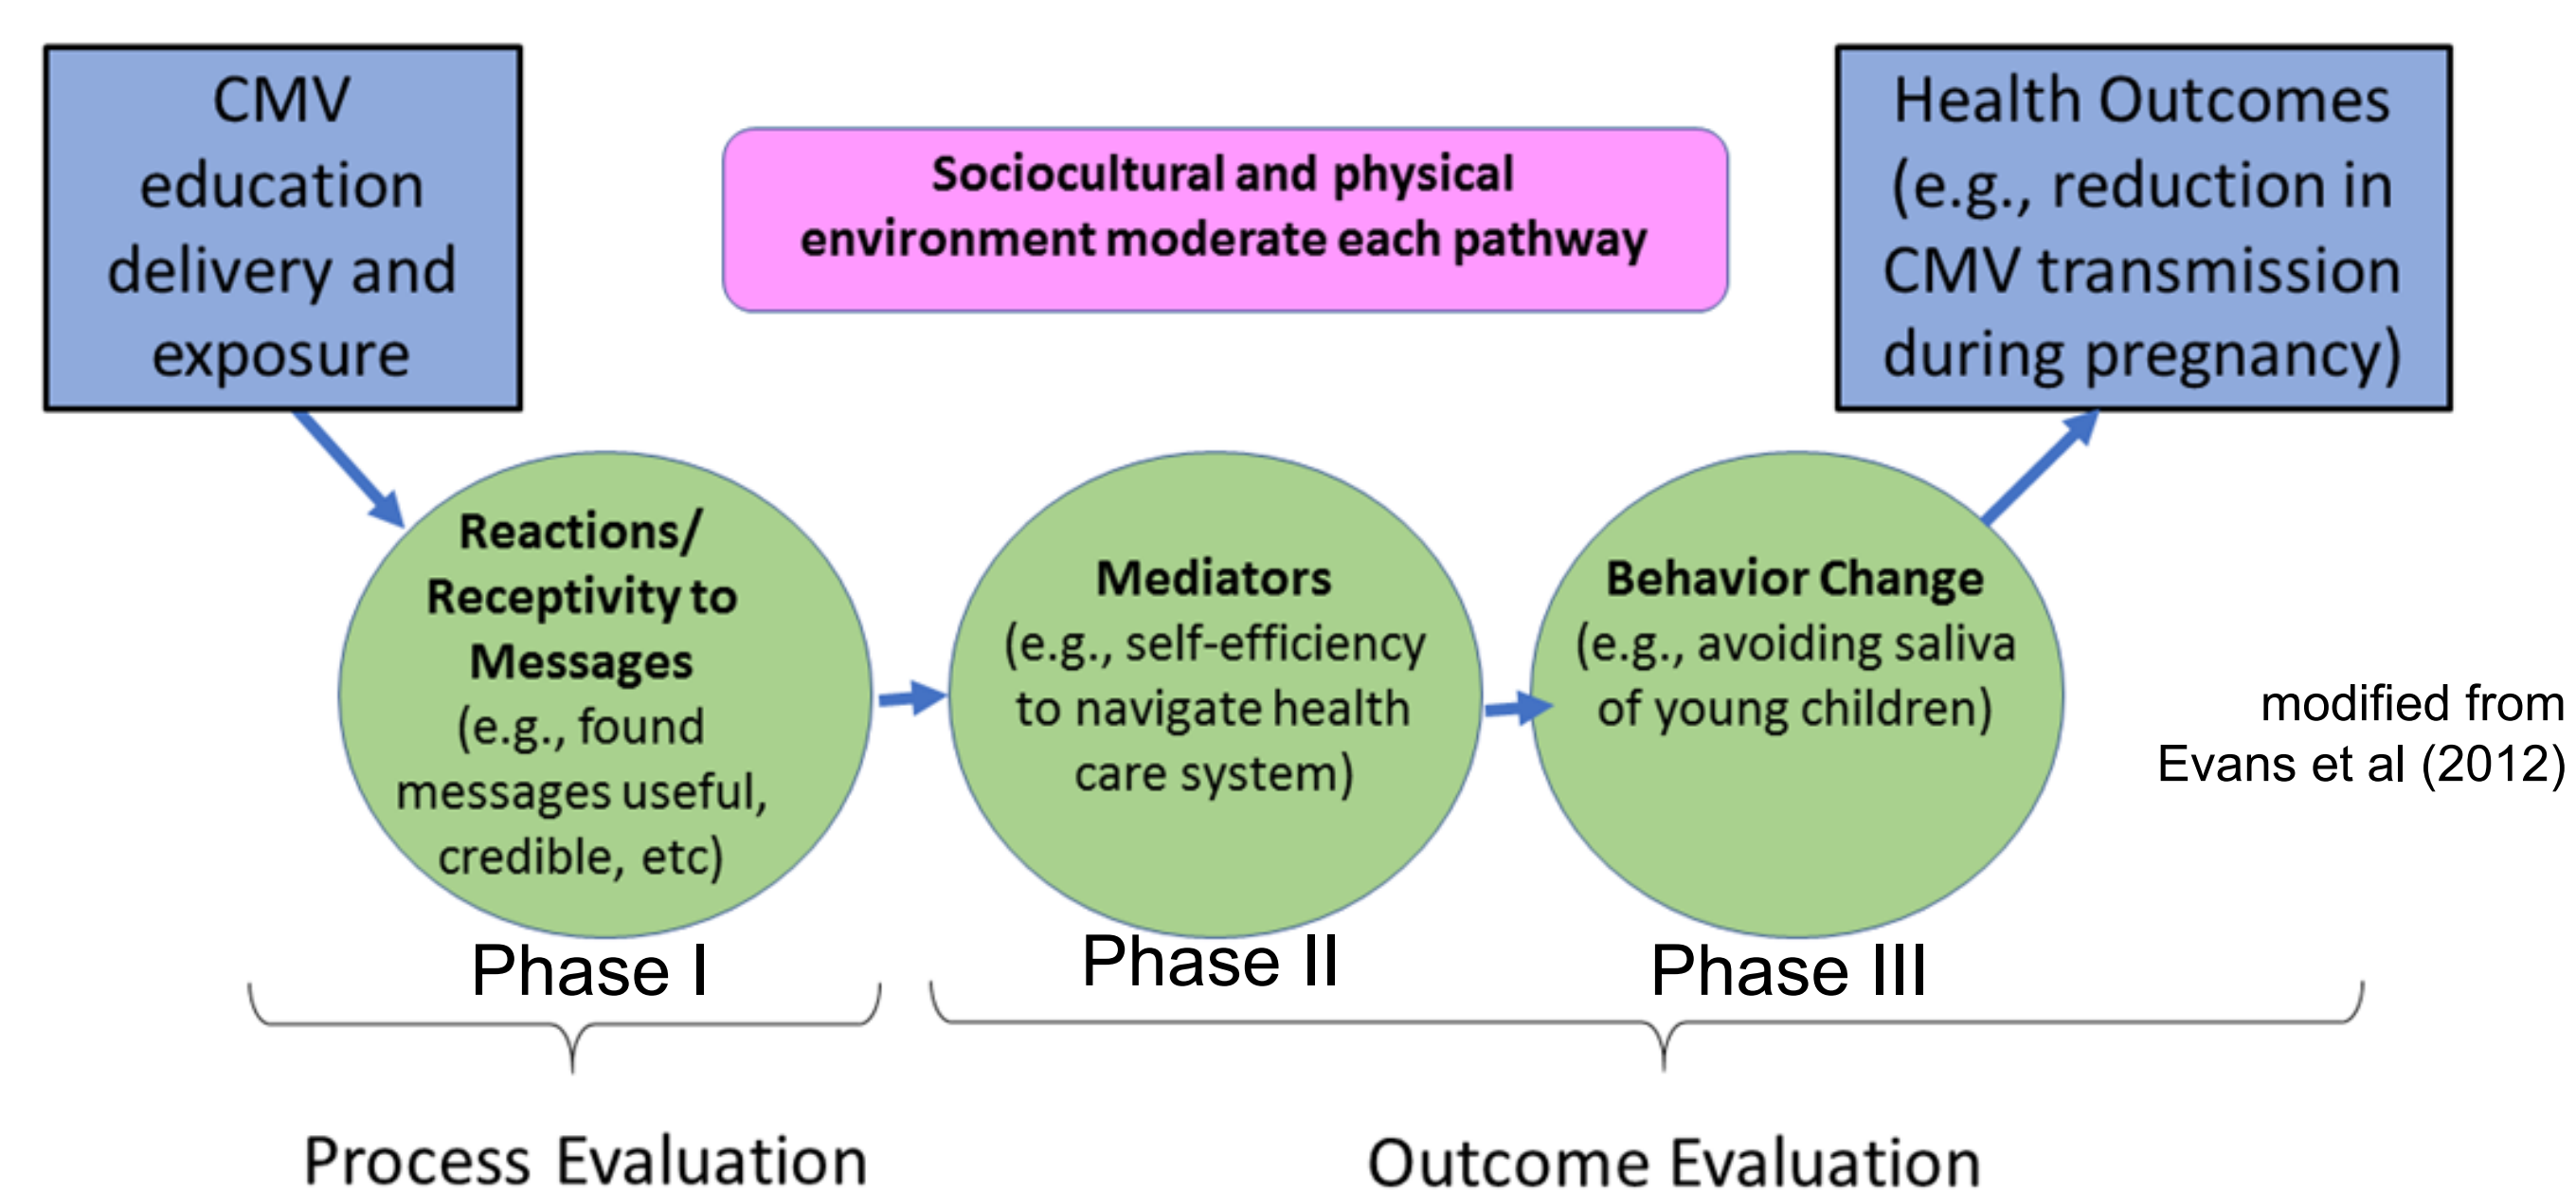 CMV
education
delivery and
exposure
Sociocultural and physical
environment moderate each pathway
Health Outcomes
(e.g., reduction in
CMV transmission
during pregnancy)
Reactions/
Receptivity to
Messages
(e.g., found
messages useful,
credible, etc)
Mediators
(e.g., self-efficiency
to navigate health
care system)
Behavior Change
(e.g., avoiding saliva
of young children)
modified from
Evans et al (2012)
Phase I
Phase II
Phase III
Process Evaluation
Outcome Evaluation